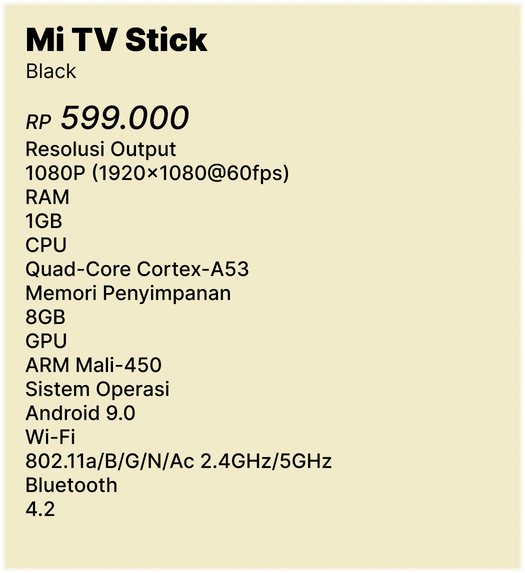 Mi TV Stick
Black
RP 599.000
Resolusi Output
1080P (1920×1080@60fps)
RAM
1GB
CPU
Quad-Core Cortex-A53
Memori Penyimpanan
8GB
GPU
ARM Mali-450
Sistem Operasi
Android 9.0
Wi-Fi
802.11a/B/G/N/Ac 2.4GHz/5GHz
Bluetooth
4.2